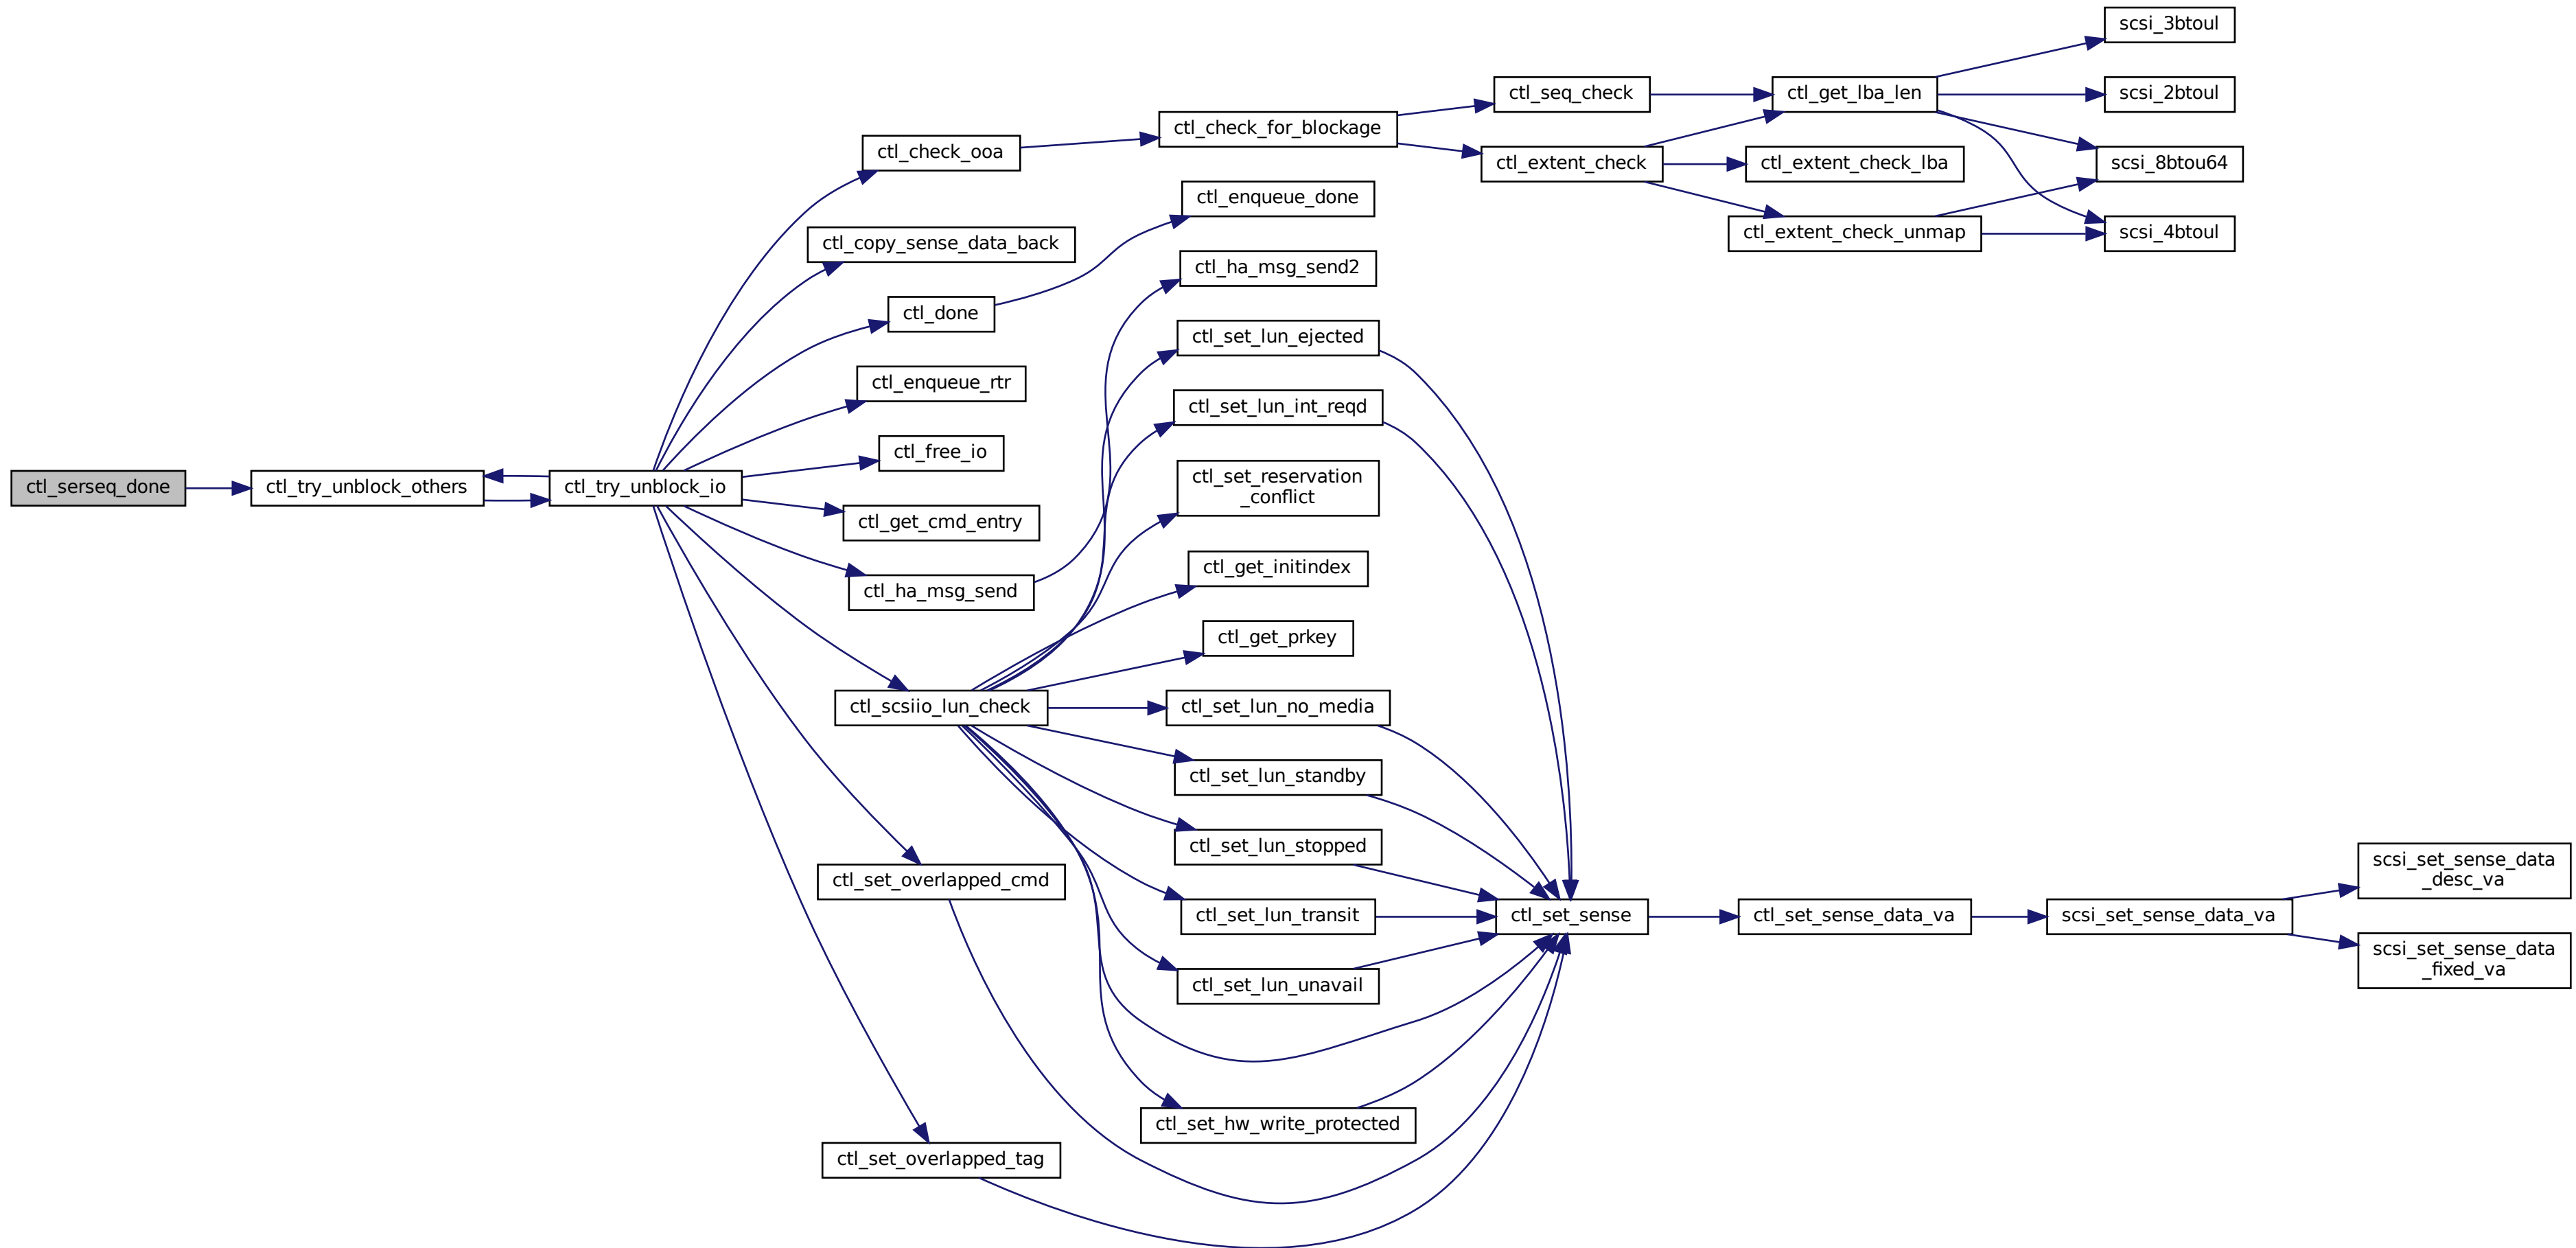 scsi_3btoul
ctl_seq_check
ctl_get_lba_len
scsi_2btoul
ctl_check_for_blockage
ctl_check_ooa
ctl_extent_check
ctl_extent_check_lba
scsi_8btou64
ctl_enqueue_done
ctl_extent_check_unmap
scsi_4btoul
ctl_copy_sense_data_back
ctl_ha_msg_send2
ctl_done
ctl_set_lun_ejected
ctl_enqueue_rtr
ctl_set_lun_int_reqd
ctl_free_io
ctl_set_reservation
_conflict
ctl_serseq_done
ctl_try_unblock_others
ctl_try_unblock_io
ctl_get_cmd_entry
ctl_get_initindex
ctl_ha_msg_send
ctl_get_prkey
ctl_scsiio_lun_check
ctl_set_lun_no_media
ctl_set_lun_standby
ctl_set_lun_stopped
ctl_set_overlapped_cmd
scsi_set_sense_data
_desc_va
ctl_set_lun_transit
ctl_set_sense
ctl_set_sense_data_va
scsi_set_sense_data_va
scsi_set_sense_data
_fixed_va
ctl_set_lun_unavail
ctl_set_hw_write_protected
ctl_set_overlapped_tag